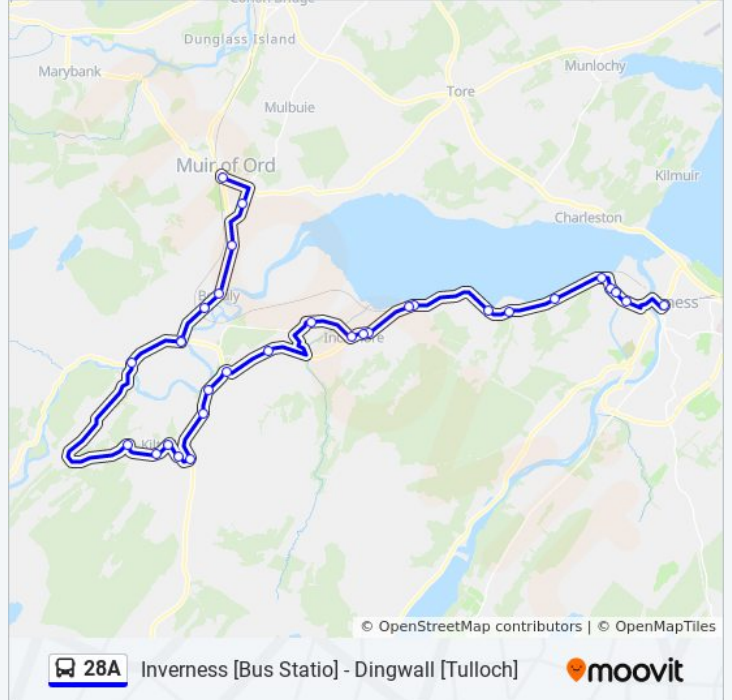 Dunglass Island
Marybank
Munlochy
Tore
Mulbuie
Muir of Ord
Kilmuir
Charleston
© OpenStreetMap contributors | © OpenMapTiles
28A Inverness [Bus Statio] - Dingwall [Tulloch] moovit